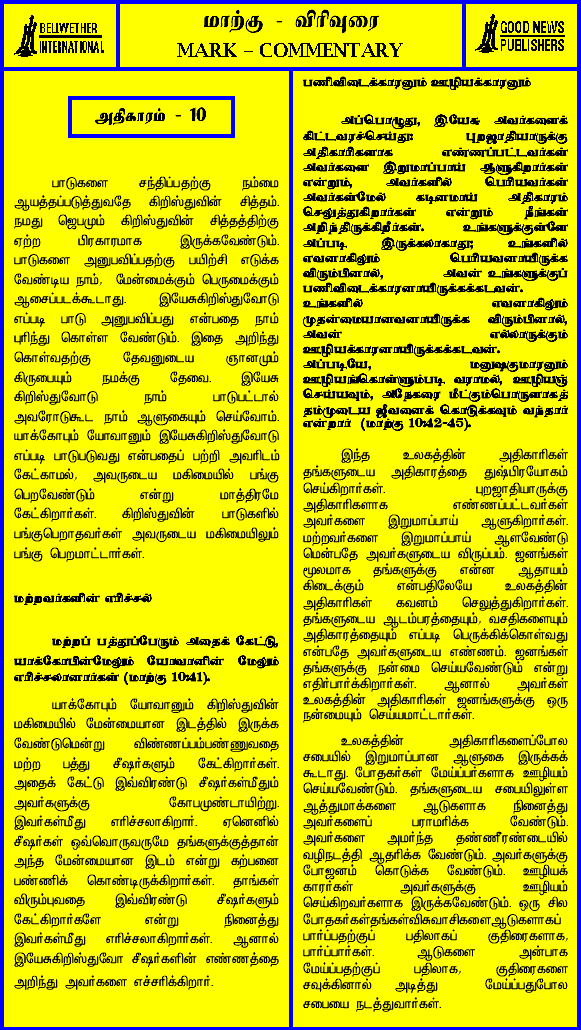 BELWETHER
INTERNATIONAL
மாற்கு - விரிவுரை
MARK – COMMENTARY
GOOD NEWS
PUBLISHERS
அதிகாரம் - 10
பாடுகளை சந்திப்பதற்கு நம்மை
ஆயத்தப்படுத்துவதே கிறிஸ்துவின் சித்தம்.
நமது ஜெபமும் கிறிஸ்துவின் சித்தத்திற்கு
ஏற்ற பிரகாரமாக இருக்கவேண்டும்.
பாடுகளை அனுபவிப்பதற்கு பயிற்சி எடுக்க
வேண்டிய நாம், மேன்மைக்கும் பெருமைக்கும்
ஆசைப்படக்கூடாது. இயேசுகிறிஸ்துவோடு
எப்படி பாடு அனுபவிப்பது என்பதை நாம்
புரிந்து கொள்ள வேண்டும். இதை அறிந்து
கொள்வதற்கு தேவனுடைய ஞானமும்
கிருபையும் நமக்கு தேவை. இயேசு
கிறிஸ்துவோடு நாம் பாடுபட்டால்
அவரோடுகூட நாம் ஆளுகையும் செய்வோம்.
யாக்கோபும் யோவானும் இயேசுகிறிஸ்துவோடு
எப்படி பாடுபடுவது என்பதைப் பற்றி அவரிடம்
கேட்காமல், அவருடைய மகிமையில் பங்கு
பெறவேண்டும் என்று மாத்திரமே
கேட்கிறார்கள். கிறிஸ்துவின் பாடுகளில்
பங்குபெறாதவர்கள் அவருடைய மகிமையிலும்
பங்கு பெறமாட்டார்கள்.
மற்றவர்களின் எரிச்சல்
மற்றப் பத்துப்பேரும் அதைக் கேட்டு,
யாக்கோபின்மேலும் யோவானின் மேலும்
எரிச்சலானார்கள் (மாற்கு 10:41).
யாக்கோபும் யோவானும் கிறிஸ்துவின்
மகிமையில் மேன்மையான இடத்தில் இருக்க
வேண்டுமென்று விண்ணப்பம்பண்ணுவதை
மற்ற பத்து சீஷர்களும் கேட்கிறார்கள்.
அதைக் கேட்டு இவ்விரண்டு சீஷர்கள்மீதும்
அவர்களுக்கு கோபமுண்டாயிற்று.
இவர்கள்மீது எரிச்சலாகிறார். ஏனெனில்
சீஷர்கள் ஒவ்வொருவருமே தங்களுக்குத்தான்
அந்த மேன்மையான இடம் என்று கற்பனை
பண்ணிக் கொண்டிருக்கிறார்கள். தாங்கள்
விரும்புவதை இவ்விரண்டு சீஷர்களும்
கேட்கிறார்களே என்று நினைத்து
இவர்கள்மீது எரிச்சலாகிறார்கள். ஆனால்
இயேசுகிறிஸ்துவோ சீஷர்களின் எண்ணத்தை
அறிந்து அவர்களை எச்சரிக்கிறார்.
பணிவிடைக்காரனும் ஊழியக்காரனும்
அப்பொழுது, இயேசு அவர்களைக்
கிட்டவரச்செய்து: புறஜாதியாருக்கு
அதிகாரிகளாக எண்ணப்பட்டவர்கள்
அவர்களை இறுமாப்பாய் ஆளுகிறார்கள்
என்றும், அவர்களில் பெரியவர்கள்
அவர்கள்மேல் கடினமாய் அதிகாரம்
செலுத்துகிறார்கள் என்றும் நீங்கள்
அறிந்திருக்கிறீர்கள். உங்களுக்குள்ளே
அப்படி இருக்கலாகாது; உங்களில்
எவனாகிலும் பெரியவனாயிருக்க
விரும்பினால், அவன் உங்களுக்குப்
பணிவிடைக்காரனாயிருக்கக்கடவன்.
உங்களில் எவனாகிலும்
முதன்மையானவனாயிருக்க விரும்பினால்,
அவன் எல்லாருக்கும்
ஊழியக்காரனாயிருக்கக்கடவன்.
அப்படியே, மனுஷகுமாரனும்
ஊழியங்கொள்ளும்படி வராமல், ஊழியஞ்
செய்யவும், அநேகரை மீட்கும்பொருளாகத்
தம்முடைய ஜீவனைக் கொடுக்கவும் வந்தார்
என்றார் (மாற்கு 10:42-45).
இந்த உலகத்தின் அதிகாரிகள்
தங்களுடைய அதிகாரத்தை துஷ்பிரயோகம்
செய்கிறார்கள். புறஜாதியாருக்கு
அதிகாரிகளாக எண்ணப்பட்டவர்கள்
அவர்களை இறுமாப்பாய் ஆளுகிறார்கள்.
மற்றவர்களை இறுமாப்பாய் ஆளவேண்டு
மென்பதே அவர்களுடைய விருப்பம். ஜனங்கள்
மூலமாக தங்களுக்கு என்ன ஆதாயம்
கிடைக்கும் என்பதிலேயே உலகத்தின்
அதிகாரிகள் கவனம் செலுத்துகிறார்கள்.
தங்களுடைய ஆடம்பரத்தையும், வசதிகளையும்
அதிகாரத்தையும் எப்படி பெருக்கிக்கொள்வது
என்பதே அவர்களுடைய எண்ணம். ஜனங்கள்
தங்களுக்கு நன்மை செய்யவேண்டும் என்று
எதிர்பார்க்கிறார்கள். ஆனால் அவர்கள்
உலகத்தின் அதிகாரிகள் ஜனங்களுக்கு ஒரு
நன்மையும் செய்யமாட்டார்கள்.
உலகத்தின் அதிகாரிகளைப்போல
சபையில் இறுமாப்பான ஆளுகை இருக்கக்
கூடாது. போதகர்கள் மேய்ப்பர்களாக ஊழியம்
செய்யவேண்டும். தங்களுடைய சபையிலுள்ள
ஆத்துமாக்களை ஆடுகளாக நினைத்து
அவர்களைப் பராமரிக்க வேண்டும்.
அவர்களை அமர்ந்த தண்ணீரண்டையில்
வழிநடத்தி ஆதரிக்க வேண்டும். அவர்களுக்கு
போஜனம் கொடுக்க வேண்டும். ஊழியக்
காரர்கள் அவர்களுக்கு ஊழியம்
செய்கிறவர்களாக இருக்கவேண்டும். ஒரு சில
போதகர்கள்தங்கள்விசுவாசிகளைஆடுகளாகப்
பார்ப்பதற்குப் பதிலாகப் குதிரைகளாக,
பார்ப்பார்கள். ஆடுகளை அன்பாக
மேய்ப்பதற்குப் பதிலாக, குதிரைகளை
சவுக்கினால் அடித்து மேய்ப்பதுபோல
சபையை நடத்துவார்கள்.